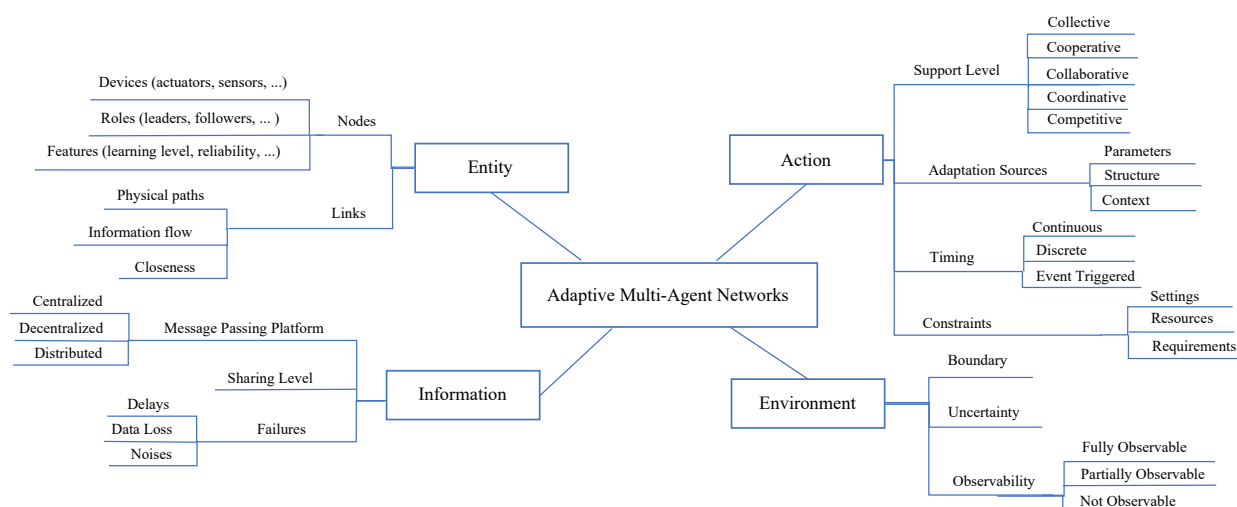 Adaptive Multi-Agent Networks
Entity
Nodes
Devices (actuators, sensors, ...)
Roles (leaders, followers, ... )
Features (learning level, reliability, ...)
Links
Physical paths
Information flow
Closeness
Information
Message Passing Platform
Centralized
Decentralized
Distributed
Sharing Level
Failures
Delays
Data Loss
Noises
Action
Support Level
Collective
Cooperative
Collaborative
Coordinative
Competitive
Adaptation Sources
Parameters
Structure
Context
Timing
Continuous
Discrete
Event Triggered
Constraints
Settings
Resources
Requirements
Environment
Boundary
Uncertainty
Observability
Fully Observable
Partially Observable
Not Observable